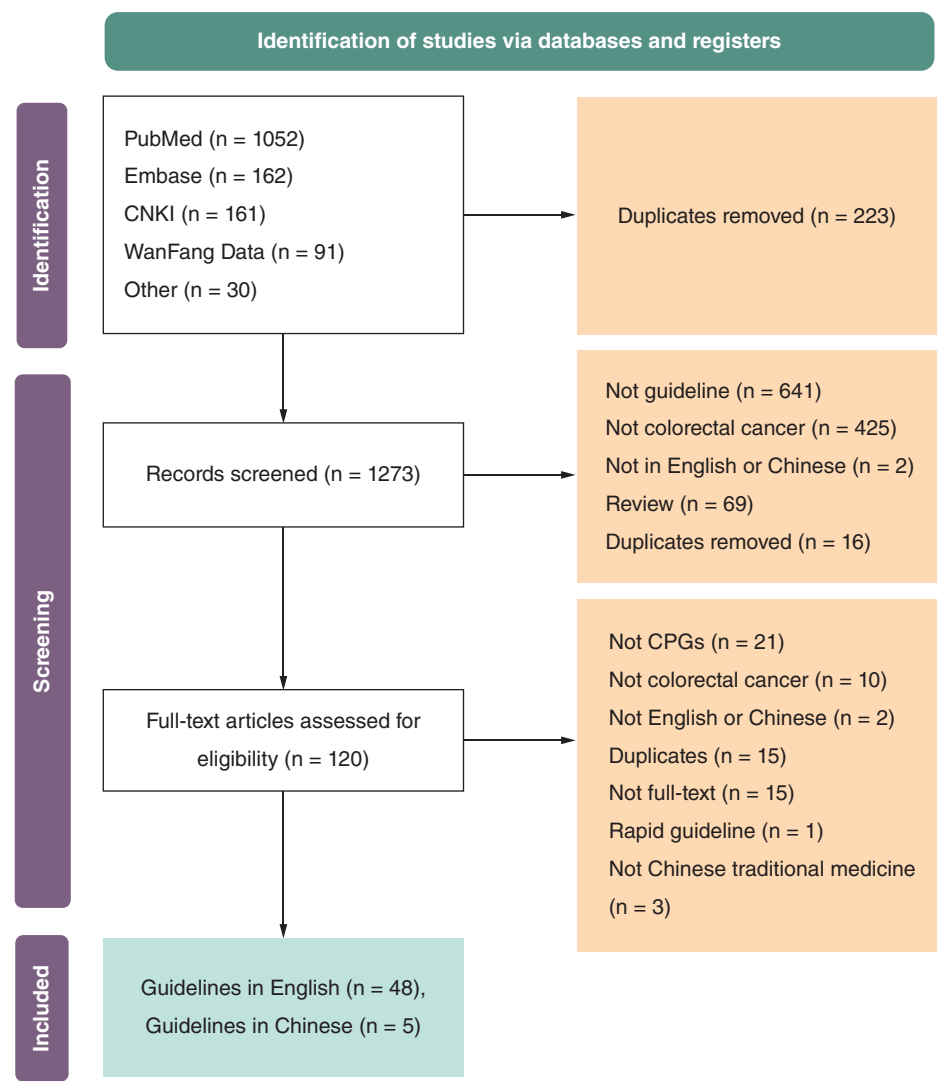 Identification of studies via databases and registers
Identification
PubMed (n = 1052)
Embase (n = 162)
CNKI (n = 161)
WanFang Data (n = 91)
Other (n = 30)
Duplicates removed (n = 223)
Screening
Records screened (n = 1273)
Not guideline (n = 641)
Not colorectal cancer (n = 425)
Not in English or Chinese (n = 2)
Review (n = 69)
Duplicates removed (n = 16)
Full-text articles assessed for
eligibility (n = 120)
Not CPGs (n = 21)
Not colorectal cancer (n = 10)
Not English or Chinese (n = 2)
Duplicates (n = 15)
Not full-text (n = 15)
Rapid guideline (n = 1)
Not Chinese traditional medicine
(n = 3)
Included
Guidelines in English (n = 48),
Guidelines in Chinese (n = 5)